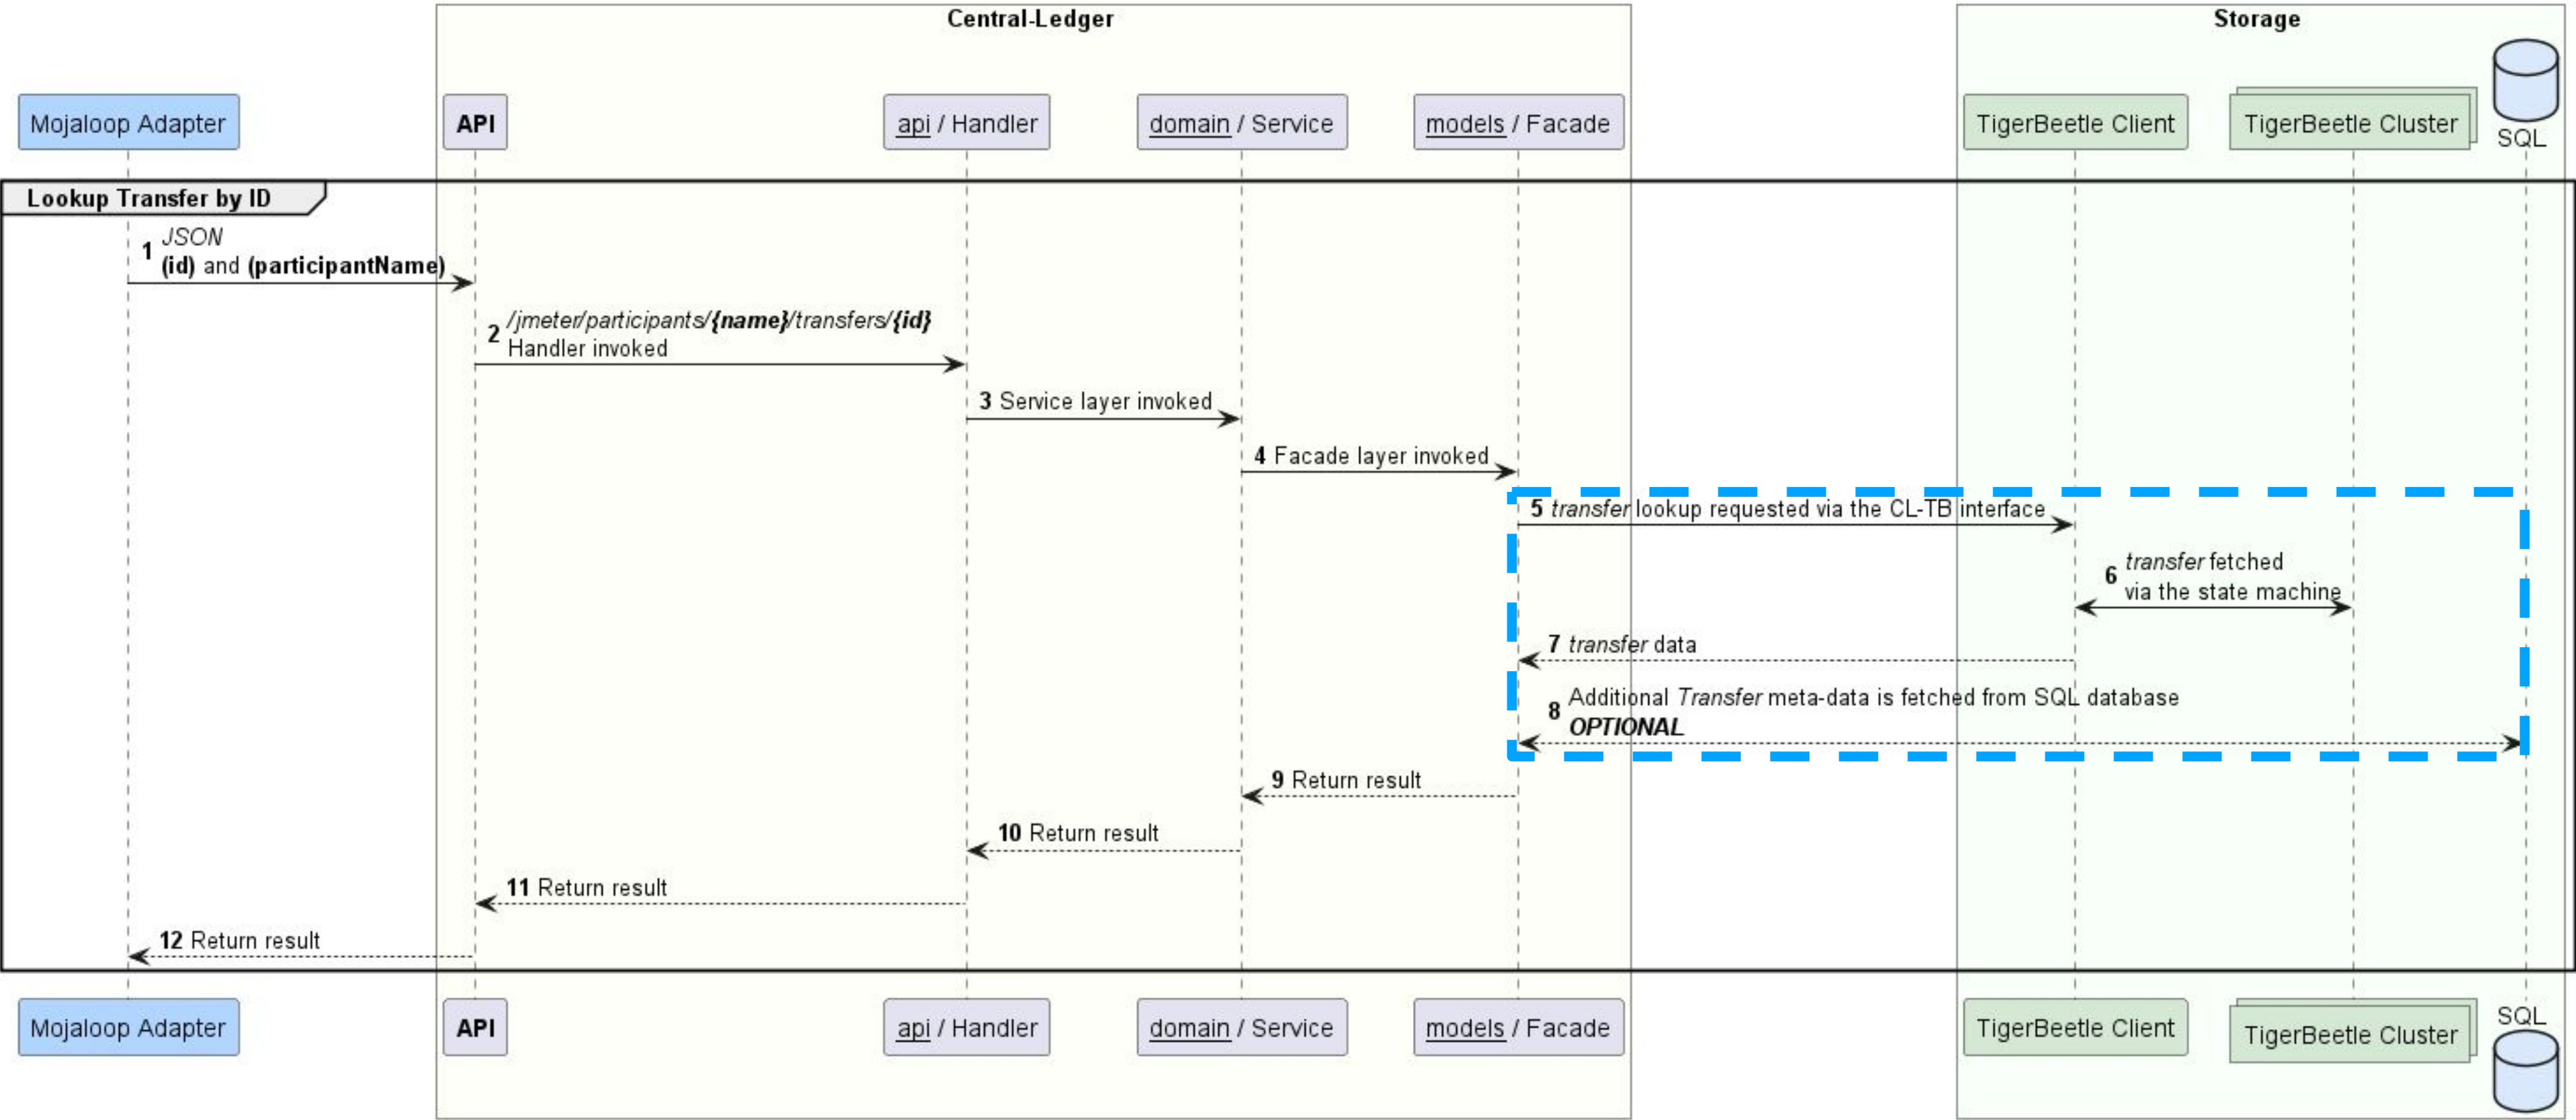 Central-Ledger
Storage
Mojaloop Adapter
API
api / Handler
domain / Service
models / Facade
TigerBeetle Client
TigerBeetle Cluster
SQL
Lookup Transfer by ID
1 JSON
(id) and (participantName)
2 /jmeter/participants/{name}/transfers/{id}
Handler invoked
3 Service layer invoked
4 Facade layer invoked
5 transfer lookup requested via the CL-TB interface
6 transfer fetched
via the state machine
7 transfer data
8 Additional Transfer meta-data is fetched from SQL database
OPTIONAL
9 Return result
10 Return result
11 Return result
12 Return result
Mojaloop Adapter
API
api / Handler
domain / Service
models / Facade
TigerBeetle Client
TigerBeetle Cluster
SQL